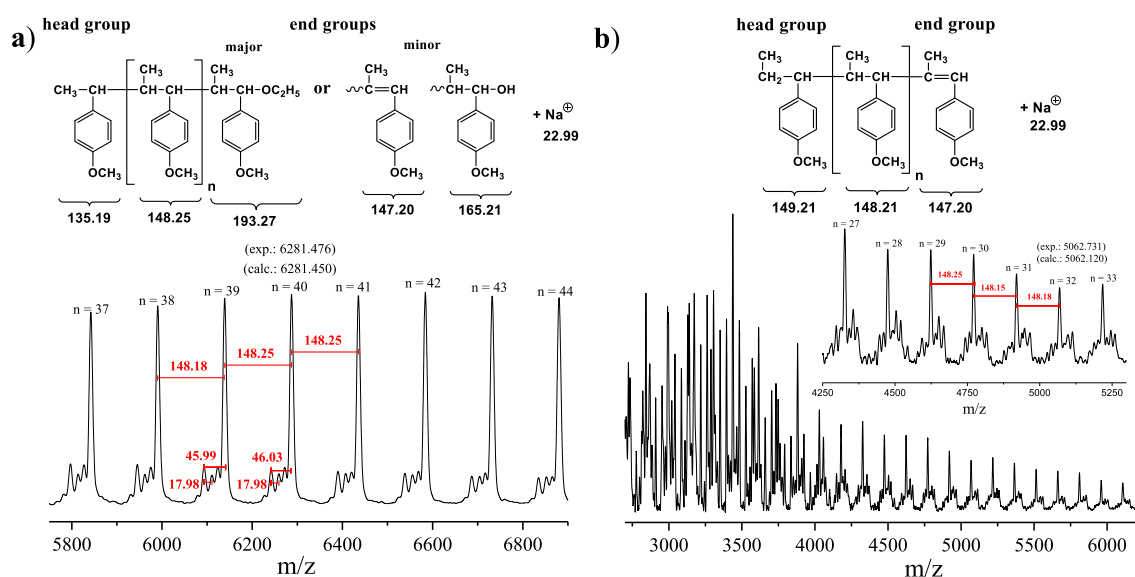 a)
head group
end groups
major
minor
CH₃
CH₃
CH₃
CH₃
CH₃—CH
CH—CH
CH—CH—OC₂H₅
or
C=CH
CH—CH—OH
+ Na⊕
22.99
OCH₃
OCH₃
OCH₃
OCH₃
OCH₃
n
135.19
148.25
193.27
147.20
165.21
(exp.: 6281.476)
(calc.: 6281.450)
n = 37
n = 38
n = 39
n = 40
n = 41
n = 42
n = 43
n = 44
148.18
148.25
148.25
45.99
46.03
17.98
17.98
5800
6000
6200
6400
6600
6800
m/z
b)
head group
end group
CH₃
CH₃
CH₃
CH₂—CH
CH—CH
C=CH
+ Na⊕
22.99
OCH₃
OCH₃
OCH₃
n
149.21
148.21
147.20
n = 27
n = 28
n = 29
n = 30
n = 31
n = 32
n = 33
(exp.: 5062.731)
(calc.: 5062.120)
148.25
148.15
148.18
4250
4500
4750
5000
5250
m/z
3000
3500
4000
4500
5000
5500
6000
m/z